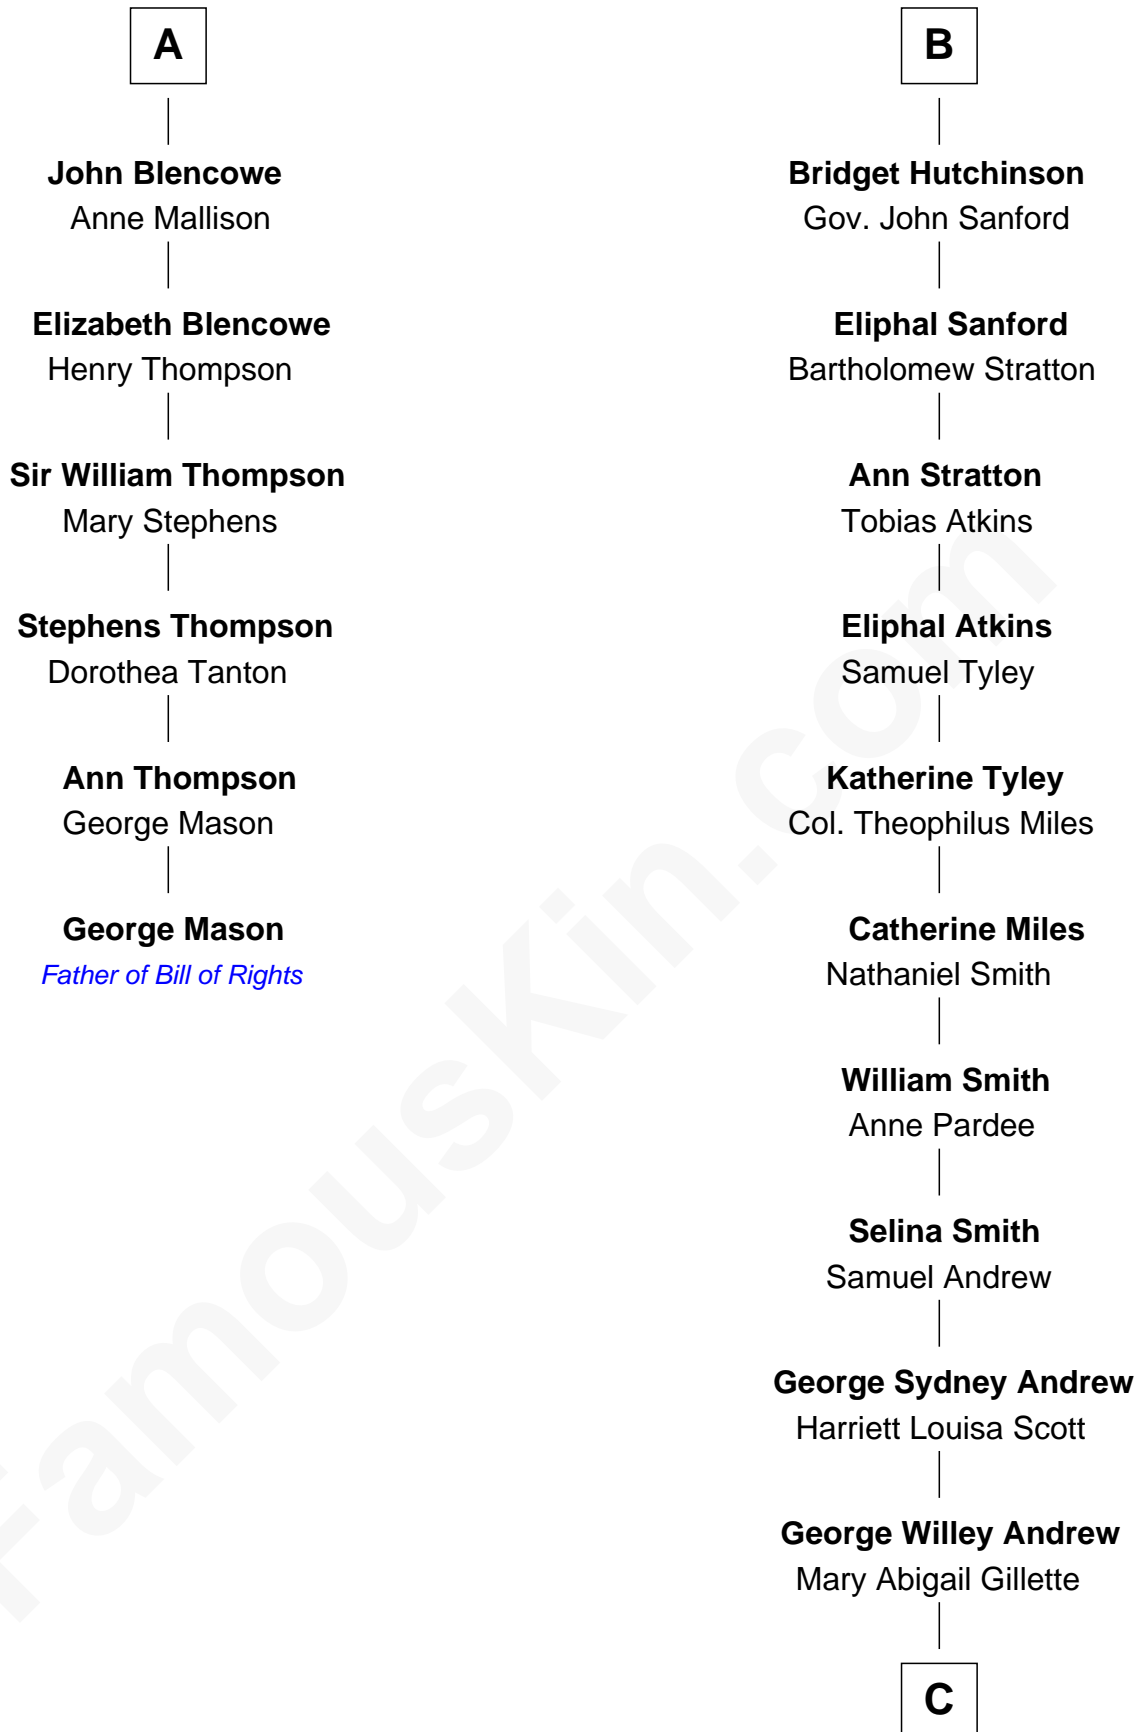 A
John Blencowe
Anne Mallison
Elizabeth Blencowe
Henry Thompson
Sir William Thompson
Mary Stephens
Stephens Thompson
Dorothea Tanton
Ann Thompson
George Mason
George Mason
Father of Bill of Rights
B
Bridget Hutchinson
Gov. John Sanford
Eliphal Sanford
Bartholomew Stratton
Ann Stratton
Tobias Atkins
Eliphal Atkins
Samuel Tyley
Katherine Tyley
Col. Theophilus Miles
Catherine Miles
Nathaniel Smith
William Smith
Anne Pardee
Selina Smith
Samuel Andrew
George Sydney Andrew
Harriett Louisa Scott
George Willey Andrew
Mary Abigail Gillette
C
FamousKin.com